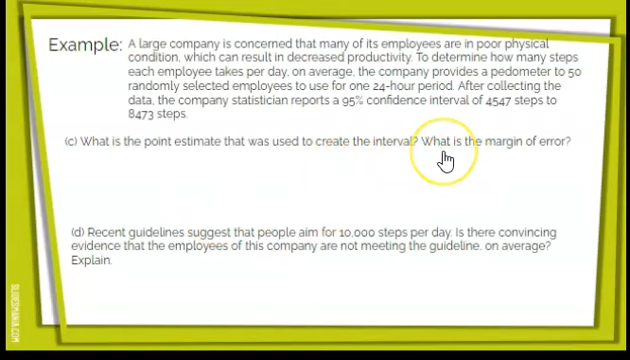 Example: A large company is concerned that many of its employees are in poor physical
condition, which can result in decreased productivity. To determine how many steps
each employee takes per day, on average, the company provides a pedometer to 50
randomly selected employees to use for one 24-hour period. After collecting the
data, the company statistician reports a 95% confidence interval of 4547 steps to
8473 steps.
(c) What is the point estimate that was used to create the interval? What is the margin of error?
(d) Recent guidelines suggest that people aim for 10,000 steps per day. Is there convincing
evidence that the employees of this company are not meeting the guideline, on average?
Explain.
SLIDESMANIA.COM